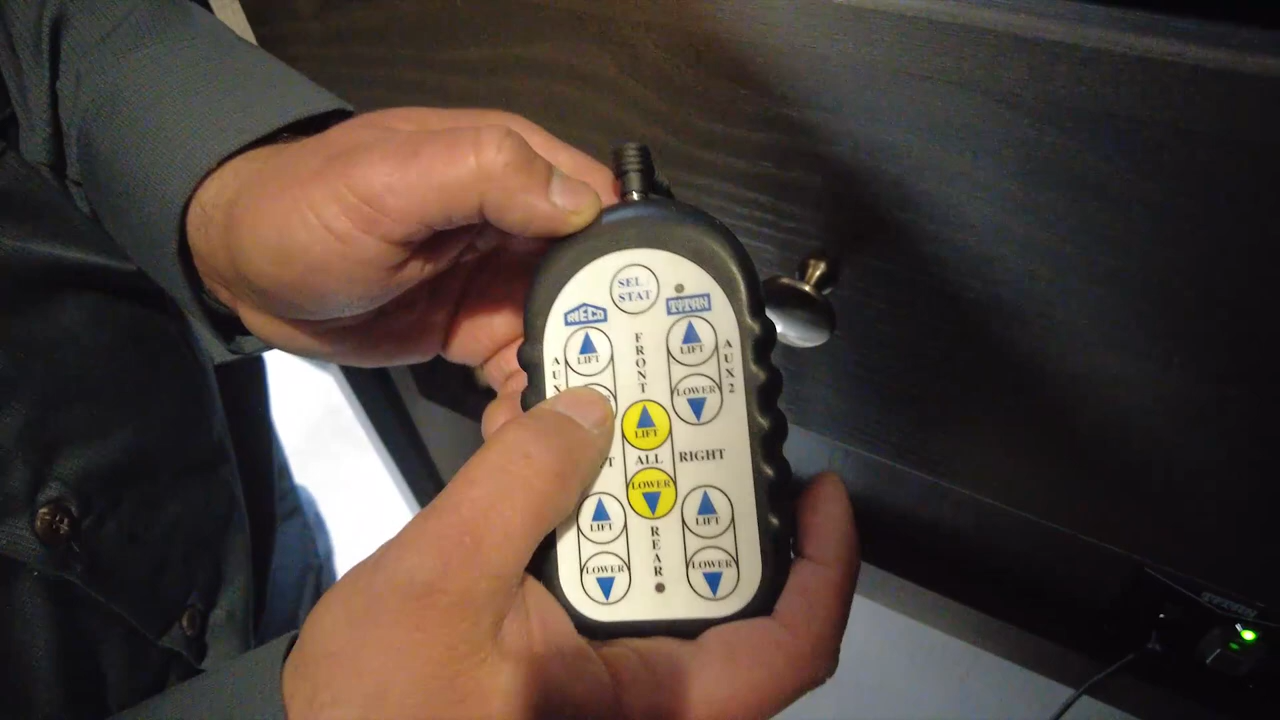 SEL/
STAT
RIECO
TITAN
LIFT
FRONT
LIFT
AUX 2
AUX
LOWER
LIFT
ALL
RIGHT
LOWER
LIFT
LIFT
REAR
LOWER
LOWER